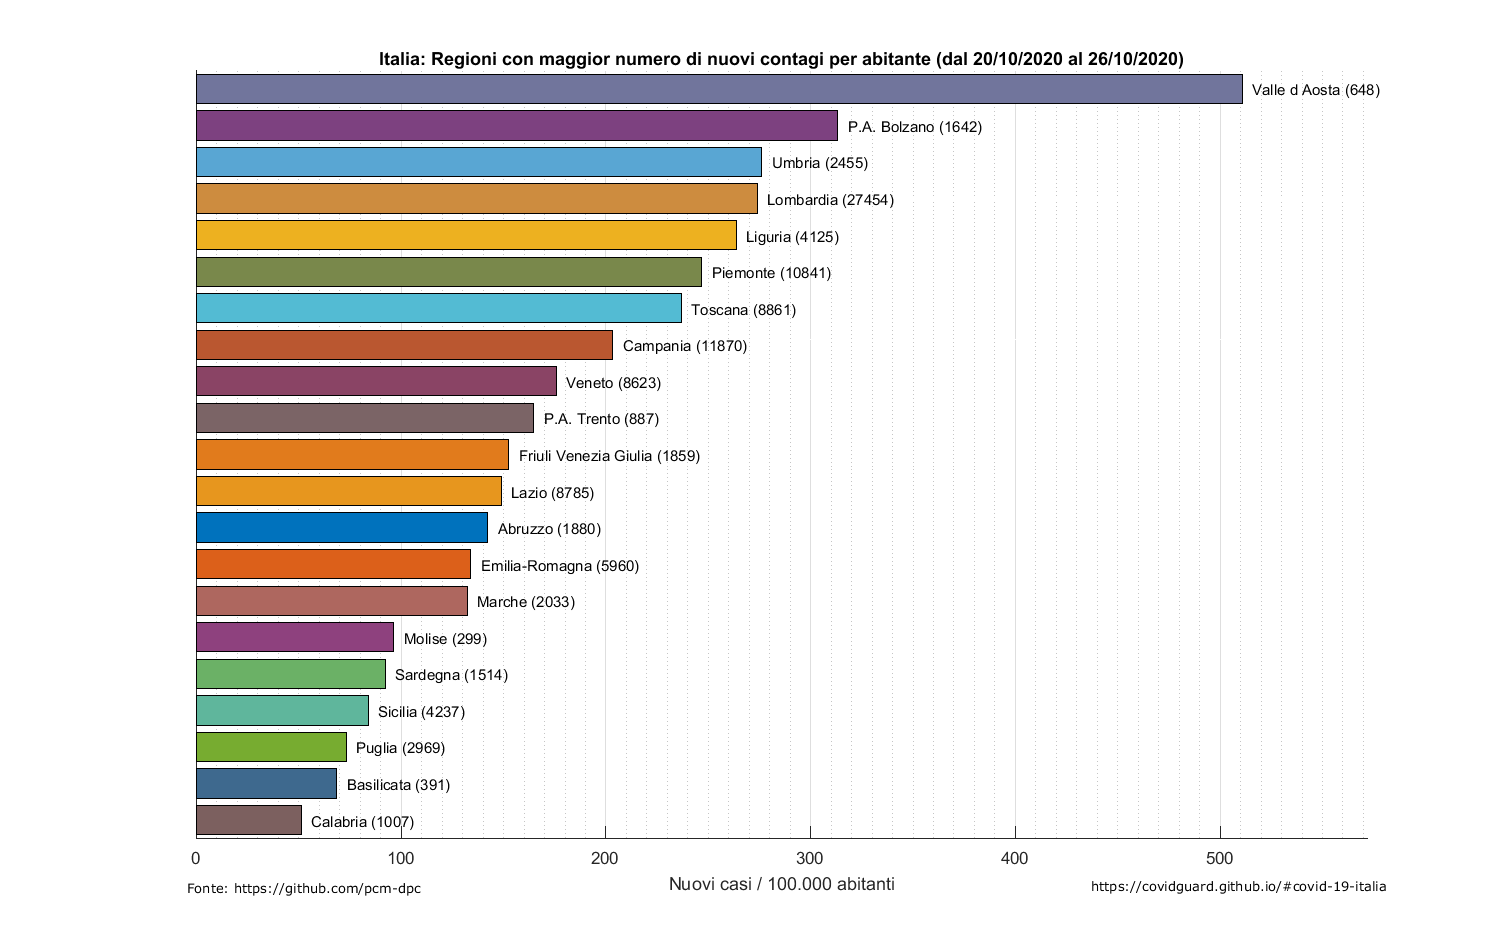 Italia: Regioni con maggior numero di nuovi contagi per abitante (dal 20/10/2020 al 26/10/2020)
Valle d Aosta (648)
P.A. Bolzano (1642)
Umbria (2455)
Lombardia (27454)
Liguria (4125)
Piemonte (10841)
Toscana (8861)
Campania (11870)
Veneto (8623)
P.A. Trento (887)
Friuli Venezia Giulia (1859)
Lazio (8785)
Abruzzo (1880)
Emilia-Romagna (5960)
Marche (2033)
Molise (299)
Sardegna (1514)
Sicilia (4237)
Puglia (2969)
Basilicata (391)
Calabria (1007)
0 100 200 300 400 500
Nuovi casi / 100.000 abitanti
Fonte: https://github.com/pcm-dpc
https://covidguard.github.io/#covid-19-italia